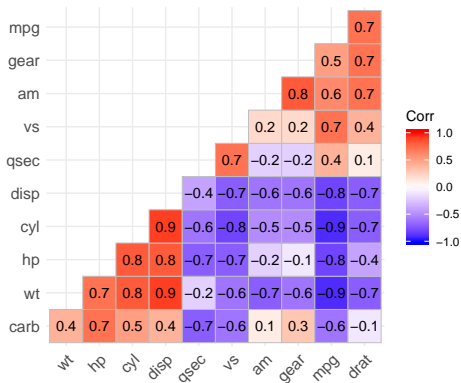 mpg 0.7
gear 0.5 0.7
am 0.8 0.6 0.7
vs 0.2 0.2 0.7 0.4
qsec 0.7 −0.2 −0.2 0.4 0.1
disp −0.4 −0.7 −0.6 −0.6 −0.8 −0.7
cyl 0.9 −0.6 −0.8 −0.5 −0.5 −0.9 −0.7
hp 0.8 0.8 −0.7 −0.7 −0.2 −0.1 −0.8 −0.4
wt 0.7 0.8 0.9 −0.2 −0.6 −0.7 −0.6 −0.9 −0.7
carb 0.4 0.7 0.5 0.4 −0.7 −0.6 0.1 0.3 −0.6 −0.1
wt hp cyl disp qsec vs am gear mpg drat
Corr
1.0
0.5
0.0
−0.5
−1.0